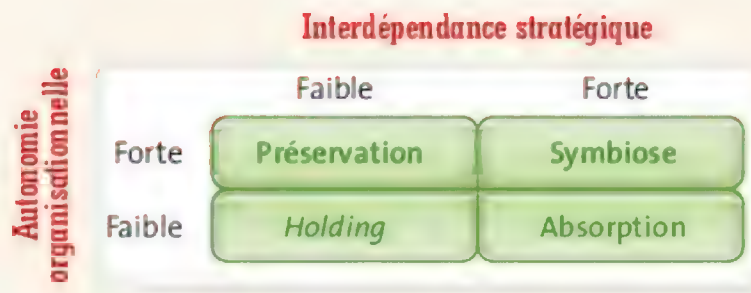 Interdépendance stratégique
Autonomie
organisationnelle
Faible Forte
Forte Préservation Symbiose
Faible Holding Absorption